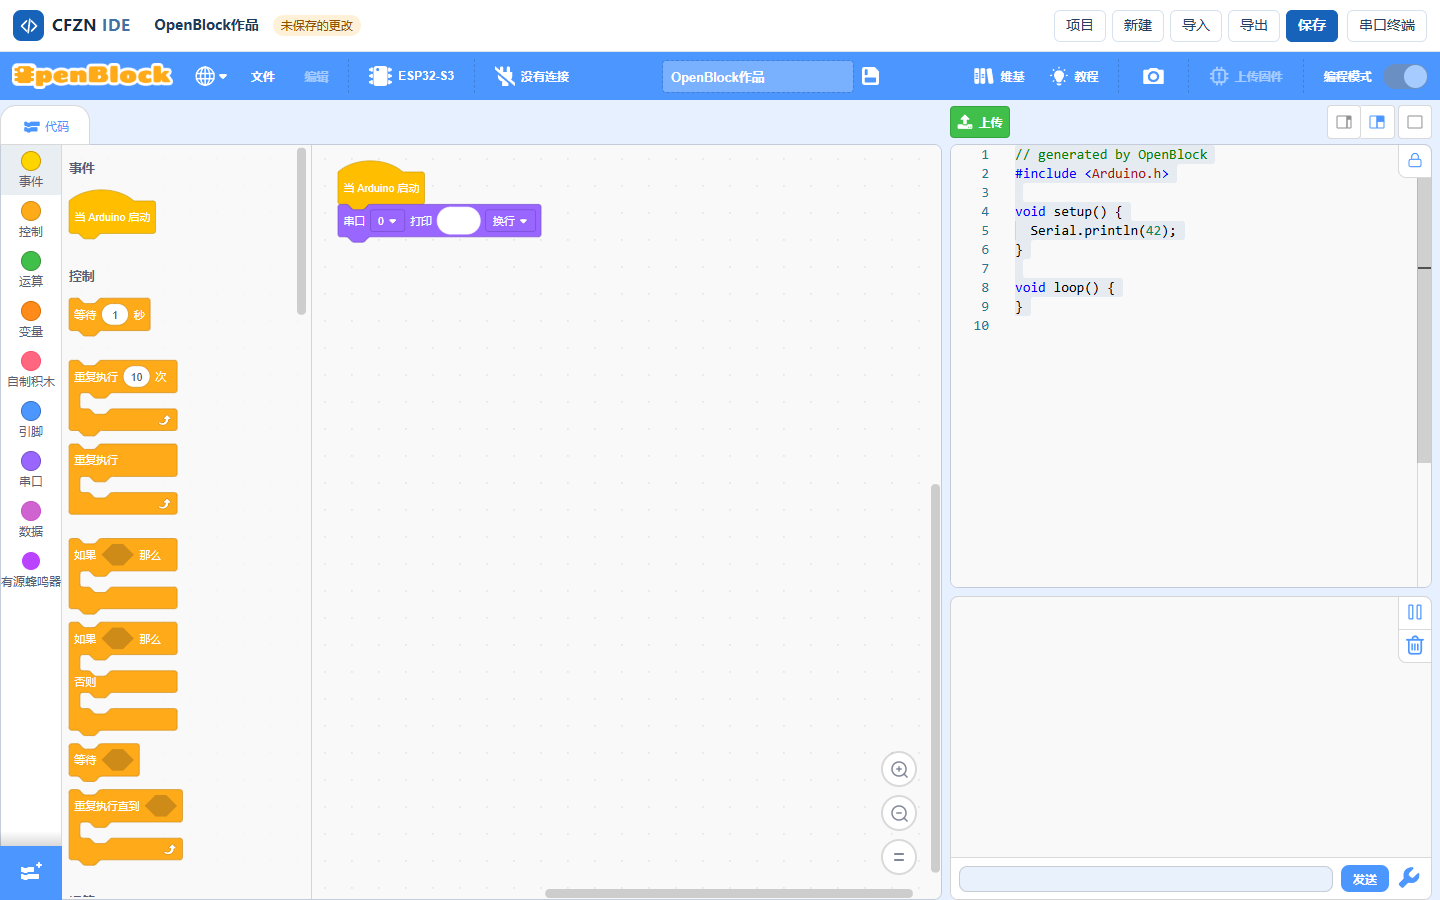 CFZN IDE OpenBlock作品 未保存的更改 项目 新建 导入 导出 保存 串口终端
OpenBlock 文件 编辑 ESP32-S3 没有连接 OpenBlock作品 维基 教程 上传固件 编程模式
代码
上传
事件
控制
运算
变量
自制积木
引脚
串口
数据
有源蜂鸣器
事件
当 Arduino 启动
控制
等待 1 秒
重复执行 10 次
重复执行
如果 那么
如果 那么
否则
等待
重复执行直到
当 Arduino 启动
串口 0 打印 换行
1 // generated by OpenBlock
2 #include <Arduino.h>
3
4 void setup() {
5 Serial.println(42);
6 }
7
8 void loop() {
9 }
10
发送